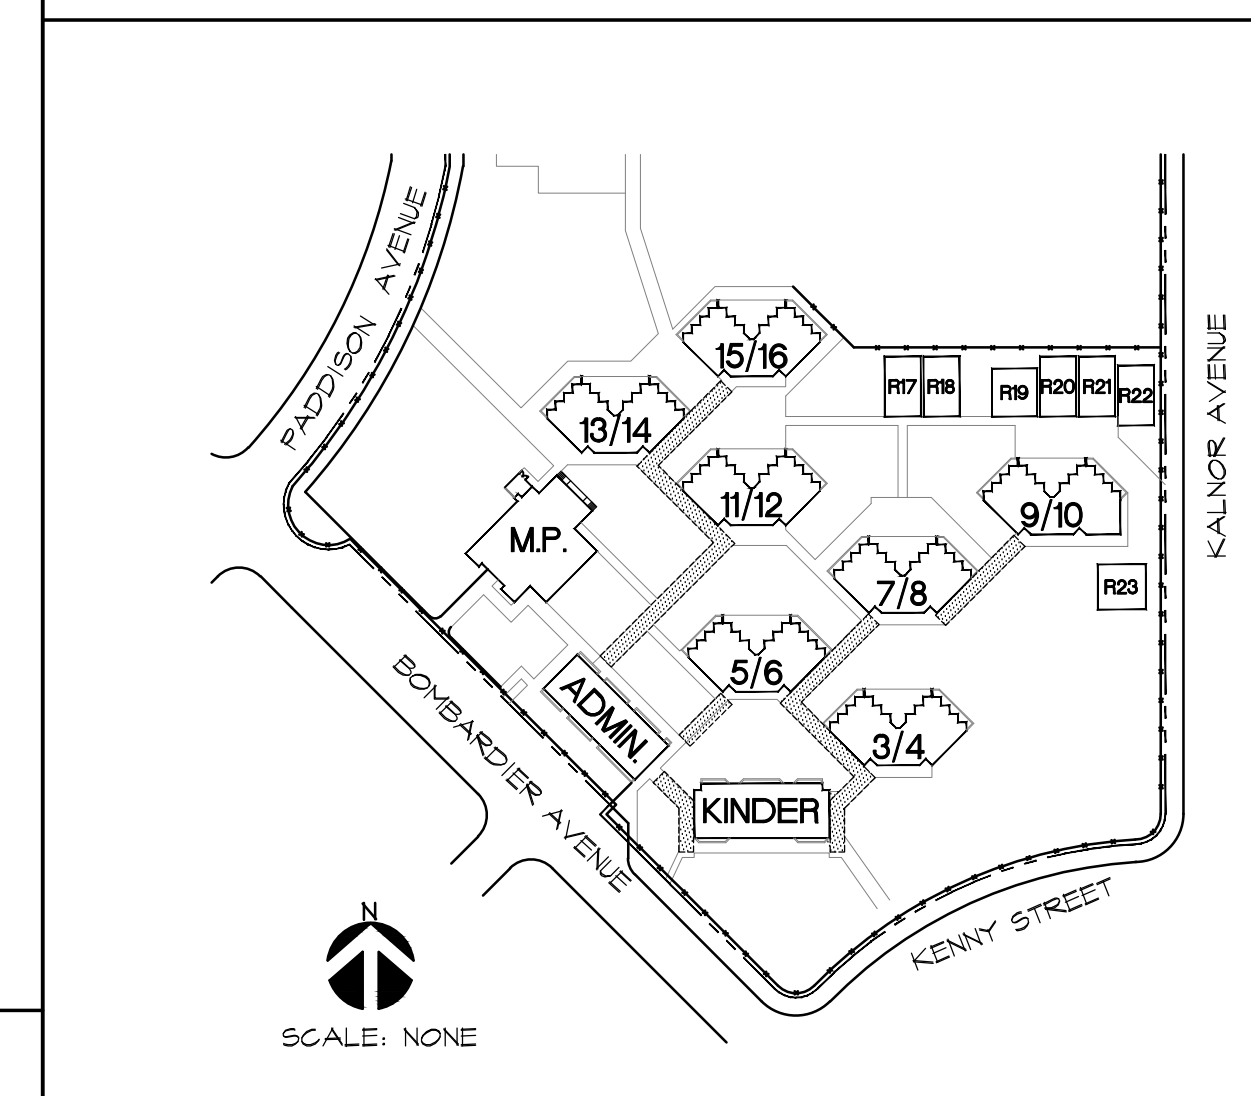 PADDISON AVENUE
KALNOR AVENUE
15/16
R17
R18
R19
R20
R21
R22
13/14
11/12
9/10
M.P.
7/8
R23
5/6
ADMIN.
3/4
KINDER
BOMBARDIER AVENUE
KENNY STREET
N
SCALE: NONE